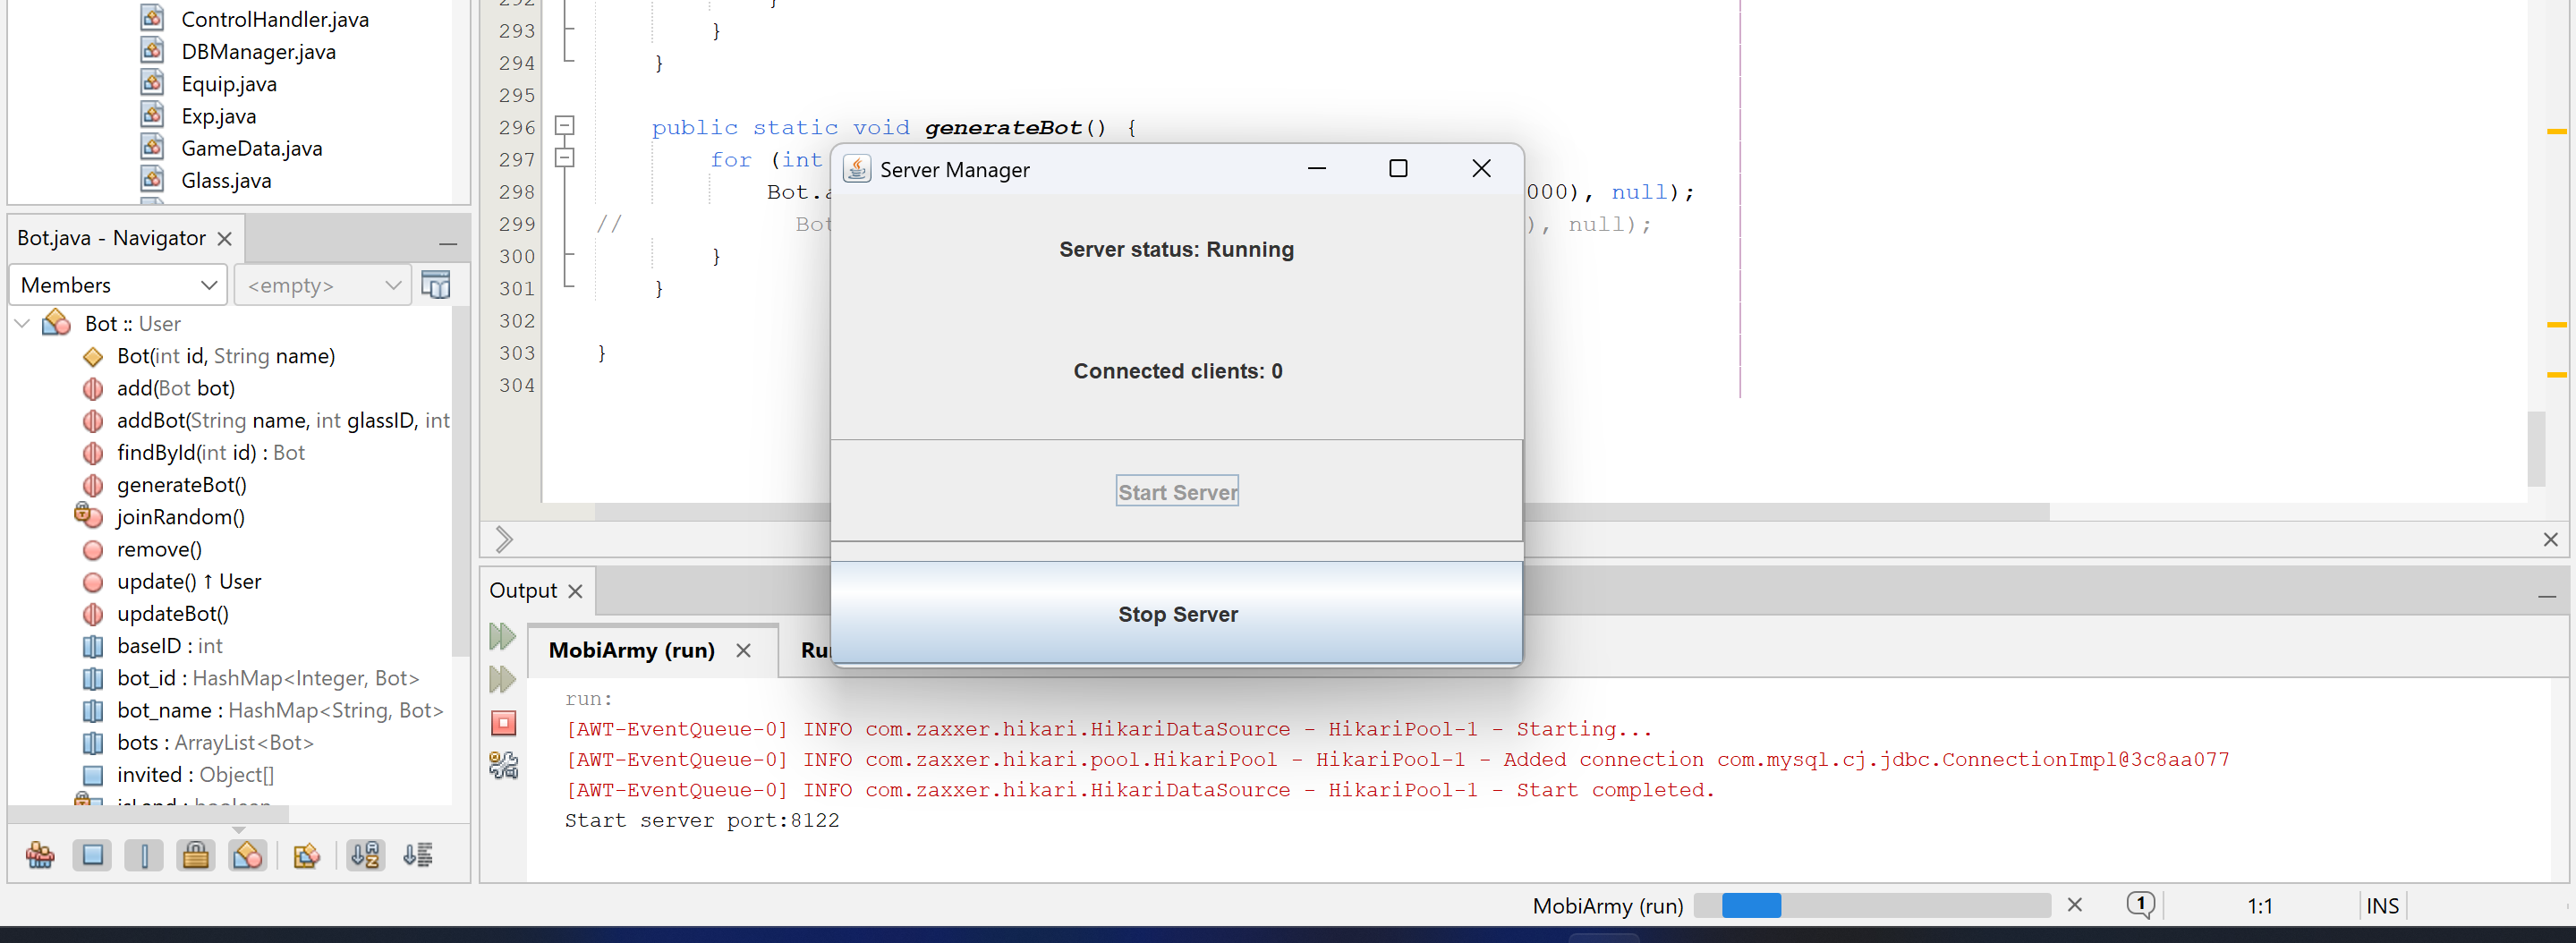 ControlHandler.java
DBManager.java
Equip.java
Exp.java
GameData.java
Glass.java
Bot.java - Navigator
Members
<empty>
Bot :: User
Bot(int id, String name)
add(Bot bot)
addBot(String name, int glassID, int
findById(int id) : Bot
generateBot()
joinRandom()
remove()
update() ↑ User
updateBot()
baseID : int
bot_id : HashMap<Integer, Bot>
bot_name : HashMap<String, Bot>
bots : ArrayList<Bot>
invited : Object[]
292 }
293 }
294 }
295
296 public static void generateBot() {
297 for (int
298 Bot. 000), null);
299 // Bot ), null);
300 }
301 }
302
303 }
304
Server Manager
Server status: Running
Connected clients: 0
Start Server
Stop Server
Output
MobiArmy (run)
run:
[AWT-EventQueue-0] INFO com.zaxxer.hikari.HikariDataSource - HikariPool-1 - Starting...
[AWT-EventQueue-0] INFO com.zaxxer.hikari.pool.HikariPool - HikariPool-1 - Added connection com.mysql.cj.jdbc.ConnectionImpl@3c8aa077
[AWT-EventQueue-0] INFO com.zaxxer.hikari.HikariDataSource - HikariPool-1 - Start completed.
Start server port:8122
MobiArmy (run)
1
1:1
INS